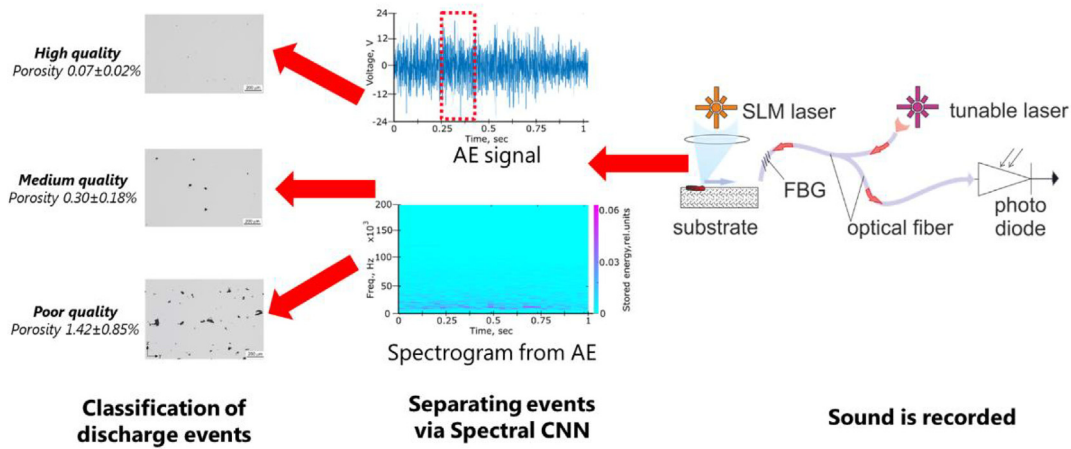 High quality
Porosity 0.07±0.02%
Medium quality
Porosity 0.30±0.18%
Poor quality
Porosity 1.42±0.85%
Classification of
discharge events
Voltage, V
24
12
0
-12
-24
0 0.25 0.5 0.75 1
Time, sec
AE signal
Freq., Hz x10³
200
150
100
50
0
0 0.25 0.5 0.75 1
Time, sec
0.06
0.03
0
Stored energy,rel.units
Spectrogram from AE
Separating events
via Spectral CNN
SLM laser
tunable laser
FBG
substrate
optical fiber
photo
diode
Sound is recorded